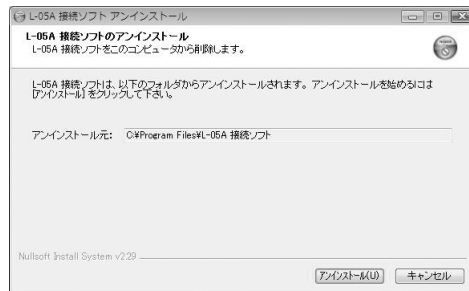 L-05A 接続ソフト アンインストール
L-05A 接続ソフトのアンインストール
L-05A 接続ソフトをこのコンピュータから削除します。
L-05A 接続ソフトは、以下のフォルダからアンインストールされます。アンインストールを始めるには
[アンインストール] をクリックして下さい。
アンインストール元: C:¥Program Files¥L-05A 接続ソフト
Nullsoft Install System v2.29
アンインストール(U) キャンセル